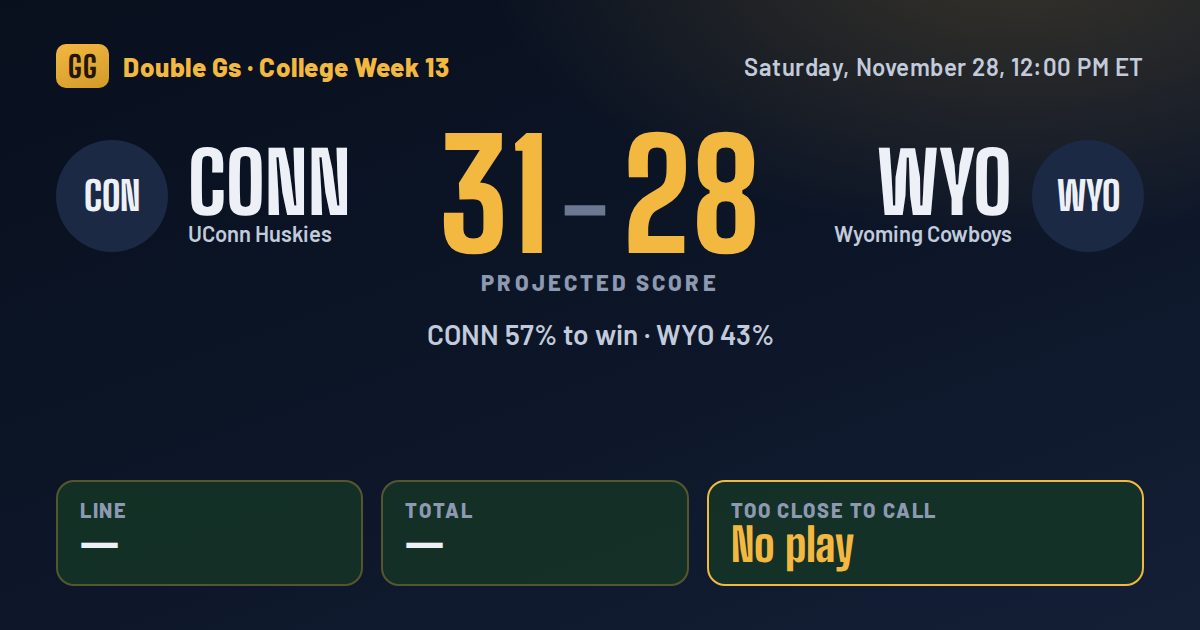 GG Double Gs · College Week 13
Saturday, November 28, 12:00 PM ET
CON
CONN
UConn Huskies
31 – 28
PROJECTED SCORE
WYO
Wyoming Cowboys
WYO
CONN 57% to win · WYO 43%
LINE
—
TOTAL
—
TOO CLOSE TO CALL
No play